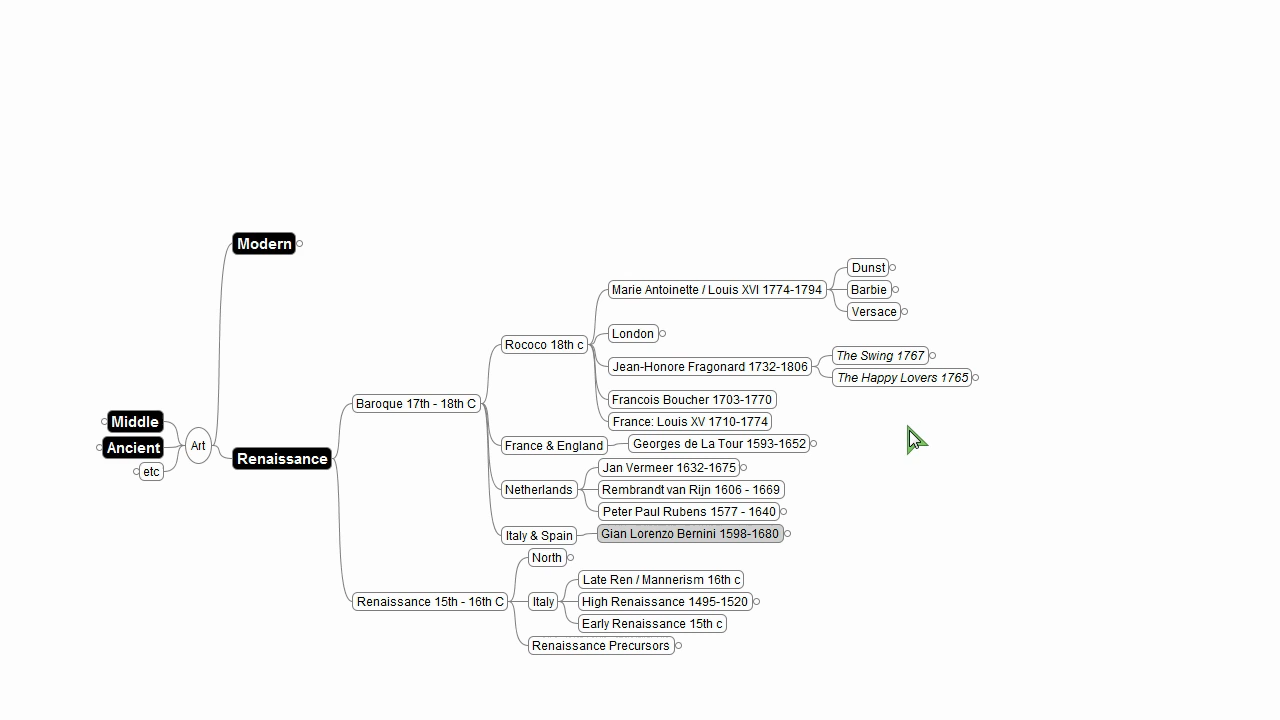 Modern
Dunst
Marie Antoinette / Louis XVI 1774-1794
Barbie
Versace
London
Rococo 18th c
The Swing 1767
Jean-Honore Fragonard 1732-1806
The Happy Lovers 1765
Francois Boucher 1703-1770
Baroque 17th - 18th C
France: Louis XV 1710-1774
Middle
Ancient
etc
Art
Renaissance
France & England
Georges de La Tour 1593-1652
Jan Vermeer 1632-1675
Netherlands
Rembrandt van Rijn 1606 - 1669
Peter Paul Rubens 1577 - 1640
Italy & Spain
Gian Lorenzo Bernini 1598-1680
North
Late Ren / Mannerism 16th c
Renaissance 15th - 16th C
Italy
High Renaissance 1495-1520
Early Renaissance 15th c
Renaissance Precursors